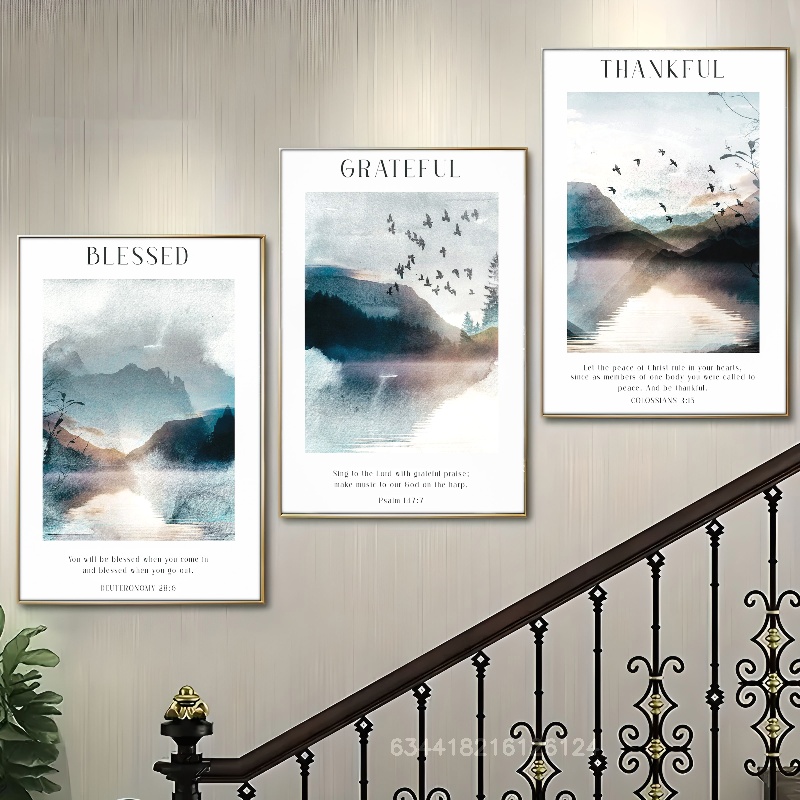 BLESSED
You will be blessed when you come in
and blessed when you go out.
DEUTERONOMY 28:6
GRATEFUL
Sing to the Lord with grateful praise;
make music to our God on the harp.
Psalm 147:7
THANKFUL
Let the peace of Christ rule in your hearts,
since as members of one body you were called to
peace. And be thankful.
COLOSSIANS 3:15